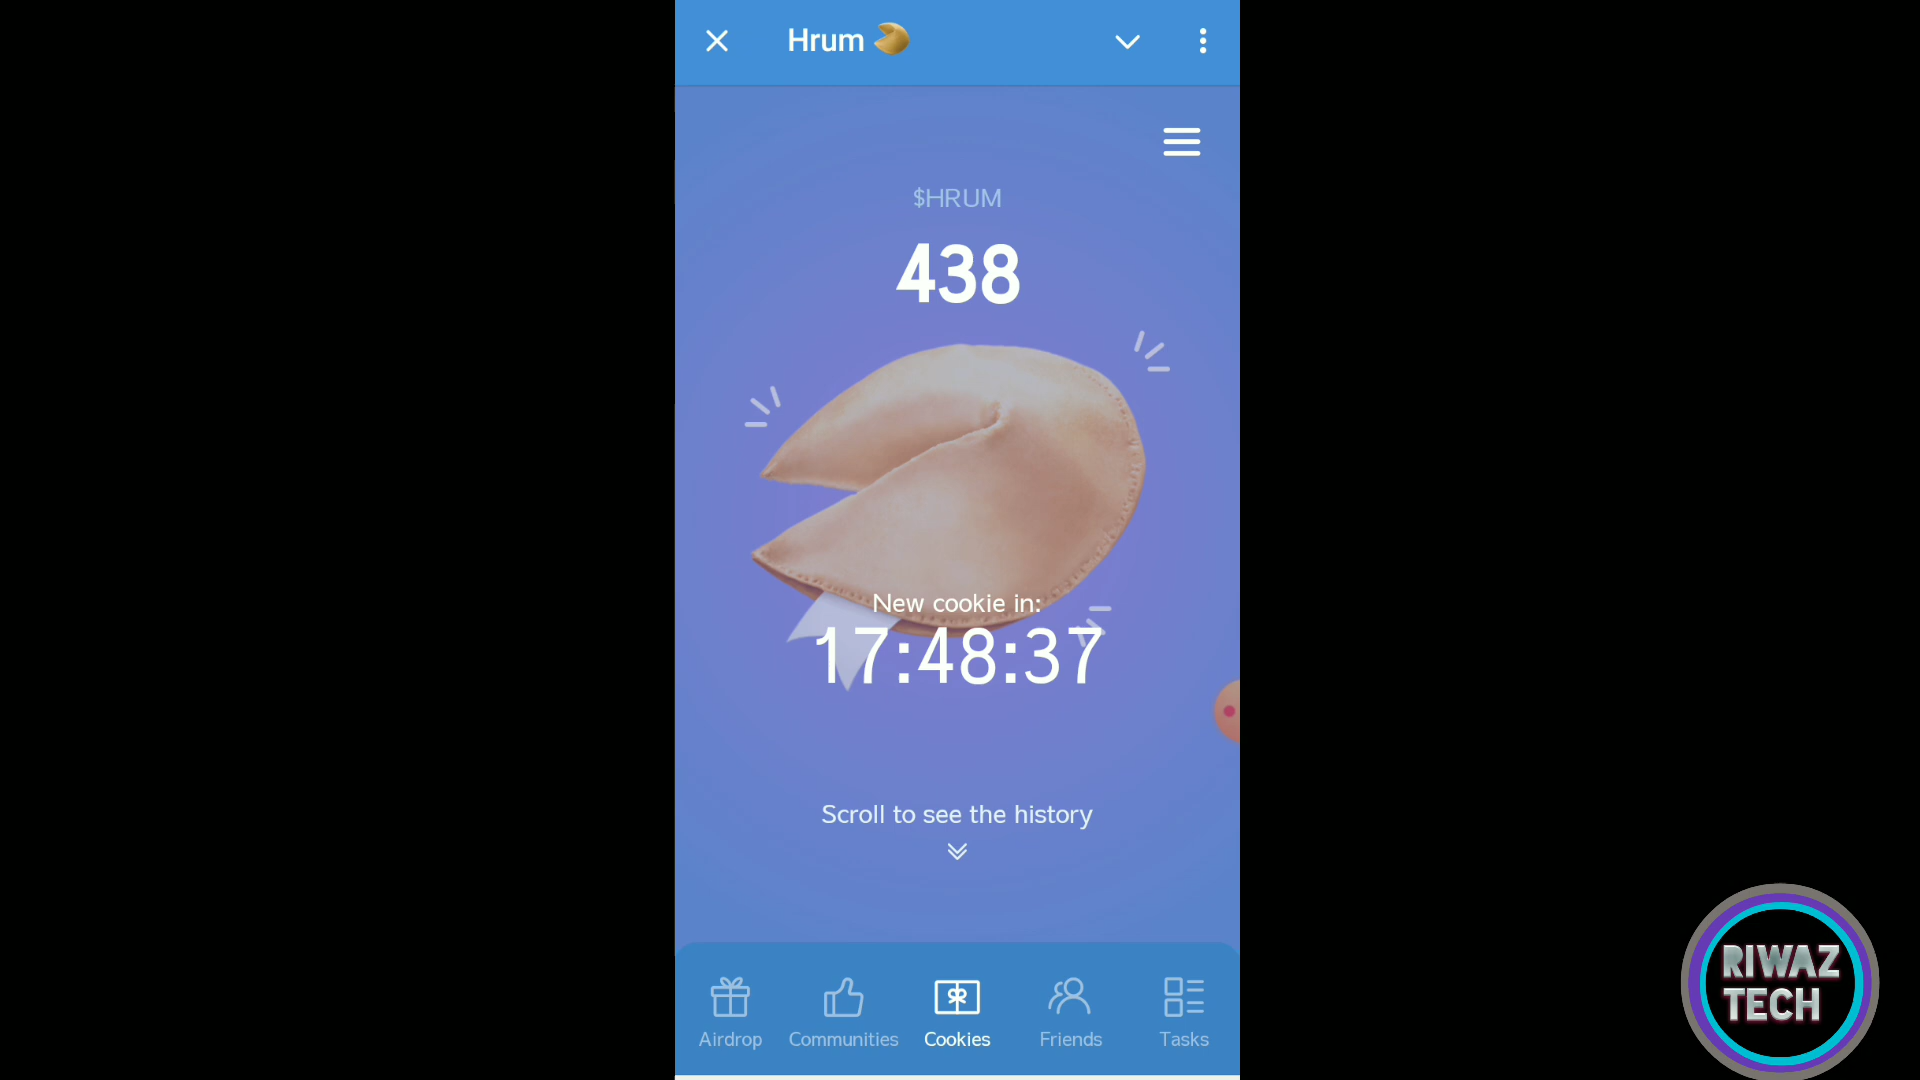 Hrum
$HRUM
438
New cookie in:
17:48:37
Scroll to see the history
Airdrop
Communities
Cookies
Friends
Tasks
RIWAZ
TECH